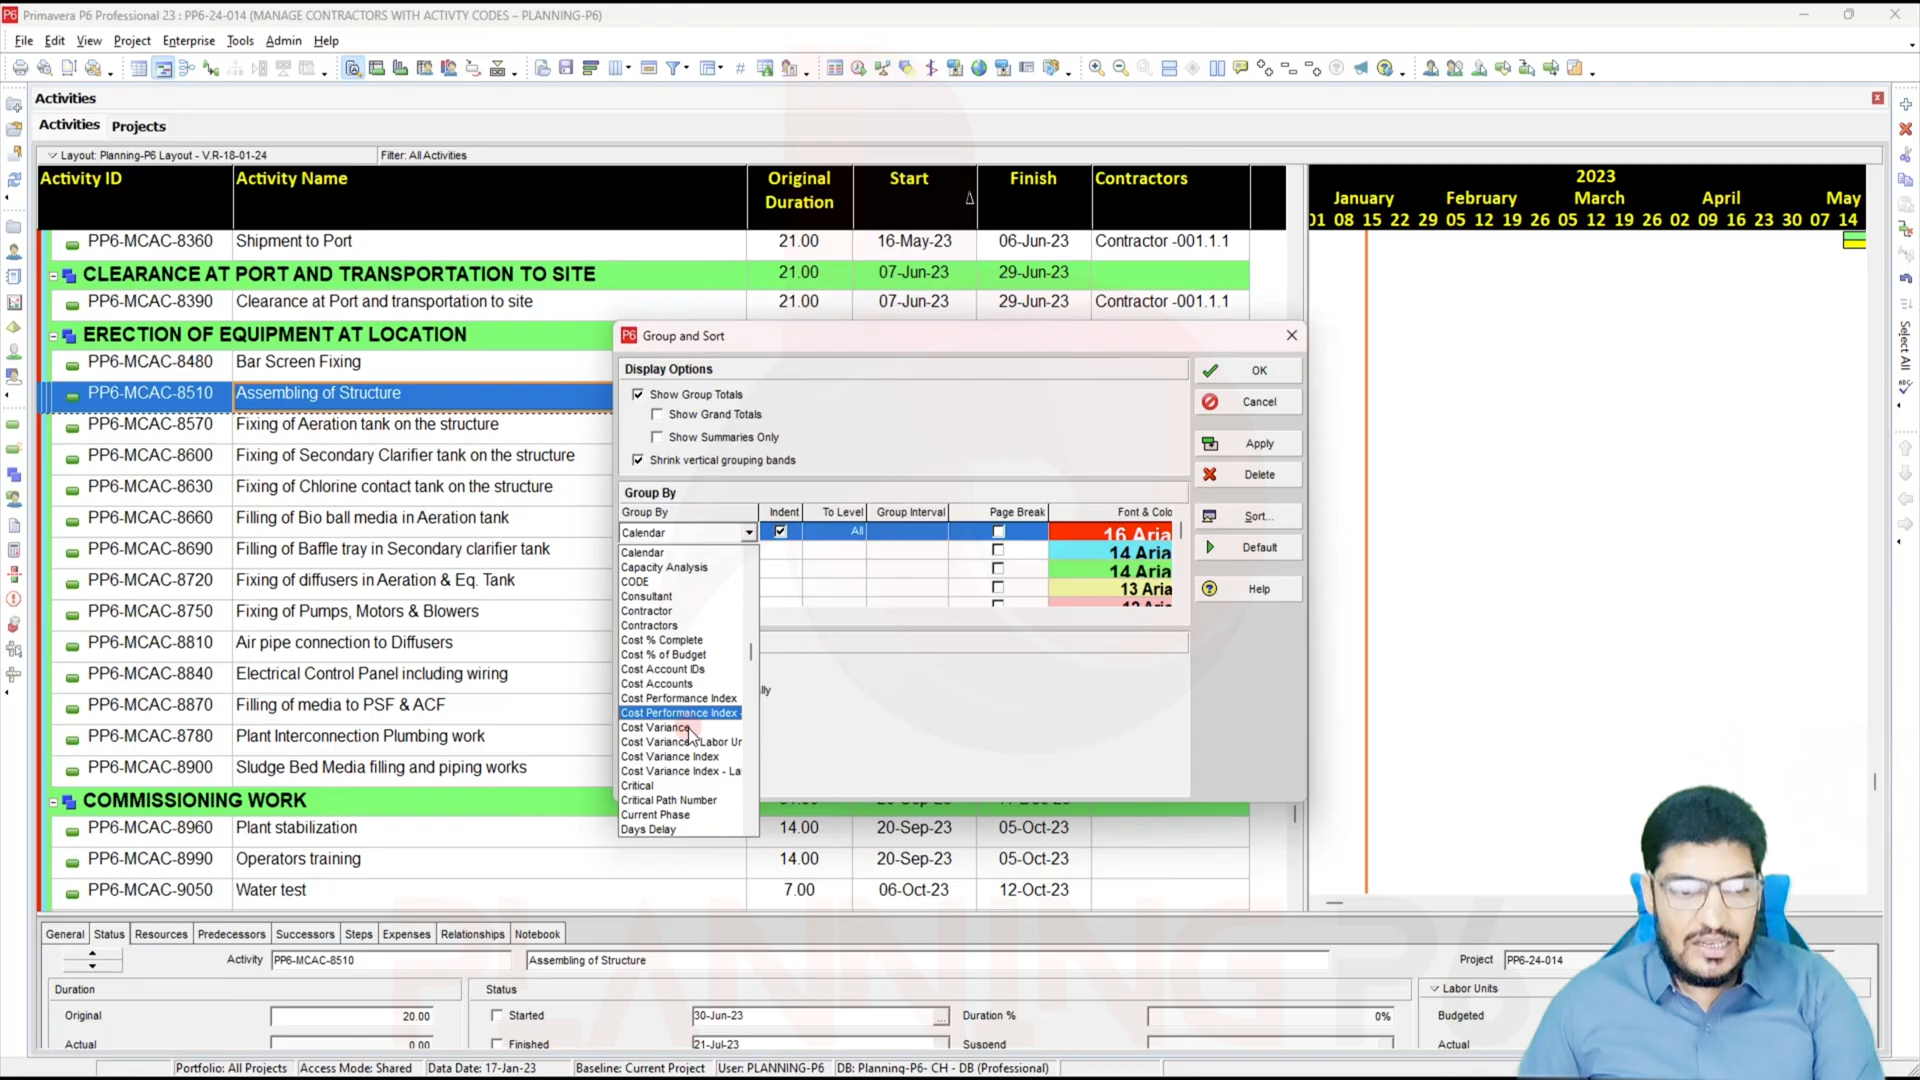 P6 Primavera P6 Professional 23 : PP6-24-014 (MANAGE CONTRACTORS WITH ACTIVTY CODES – PLANNING-P6)
File Edit View Project Enterprise Tools Admin Help
Activities
Activities Projects
Layout: Planning-P6 Layout - V.R-18-01-24 Filter: All Activities
Activity ID Activity Name Original Duration Start Finish Contractors
2023
January February March April May
01 08 15 22 29 05 12 19 26 05 12 19 26 02 09 16 23 30 07 14
PP6-MCAC-8360 Shipment to Port 21.00 16-May-23 06-Jun-23 Contractor -001.1.1
CLEARANCE AT PORT AND TRANSPORTATION TO SITE 21.00 07-Jun-23 29-Jun-23
PP6-MCAC-8390 Clearance at Port and transportation to site 21.00 07-Jun-23 29-Jun-23 Contractor -001.1.1
ERECTION OF EQUIPMENT AT LOCATION
PP6-MCAC-8480 Bar Screen Fixing
PP6-MCAC-8510 Assembling of Structure
PP6-MCAC-8570 Fixing of Aeration tank on the structure
PP6-MCAC-8600 Fixing of Secondary Clarifier tank on the structure
PP6-MCAC-8630 Fixing of Chlorine contact tank on the structure
PP6-MCAC-8660 Filling of Bio ball media in Aeration tank
PP6-MCAC-8690 Filling of Baffle tray in Secondary clarifier tank
PP6-MCAC-8720 Fixing of diffusers in Aeration & Eq. Tank
PP6-MCAC-8750 Fixing of Pumps, Motors & Blowers
PP6-MCAC-8810 Air pipe connection to Diffusers
PP6-MCAC-8840 Electrical Control Panel including wiring
PP6-MCAC-8870 Filling of media to PSF & ACF
PP6-MCAC-8780 Plant Interconnection Plumbing work
PP6-MCAC-8900 Sludge Bed Media filling and piping works
COMMISSIONING WORK
PP6-MCAC-8960 Plant stabilization 14.00 20-Sep-23 05-Oct-23
PP6-MCAC-8990 Operators training 14.00 20-Sep-23 05-Oct-23
PP6-MCAC-9050 Water test 7.00 06-Oct-23 12-Oct-23
P6 Group and Sort
Display Options
Show Group Totals
Show Grand Totals
Show Summaries Only
Shrink vertical grouping bands
Group By
Group By Indent To Level Group Interval Page Break Font & Colo
Calendar All 16 Aria
14 Aria
14 Aria
13 Aria
Calendar
Capacity Analysis
CODE
Consultant
Contractor
Contractors
Cost % Complete
Cost % of Budget
Cost Account IDs
Cost Accounts
Cost Performance Index
Cost Performance Index -
Cost Variance
Cost Variance - Labor Ur
Cost Variance Index
Cost Variance Index - La
Critical
Critical Path Number
Current Phase
Days Delay
lly
OK
Cancel
Apply
Delete
Sort...
Default
Help
Select All
General Status Resources Predecessors Successors Steps Expenses Relationships Notebook
Activity PP6-MCAC-8510 Assembling of Structure Project PP6-24-014
Duration Status Labor Units
Original 20.00 Started 30-Jun-23 Duration % 0% Budgeted
Actual 0.00 Finished 21-Jul-23 Suspend Actual
Portfolio: All Projects Access Mode: Shared Data Date: 17-Jan-23 Baseline: Current Project User: PLANNING-P6 DB: Planning-P6- CH - DB (Professional)
PLANNING P6